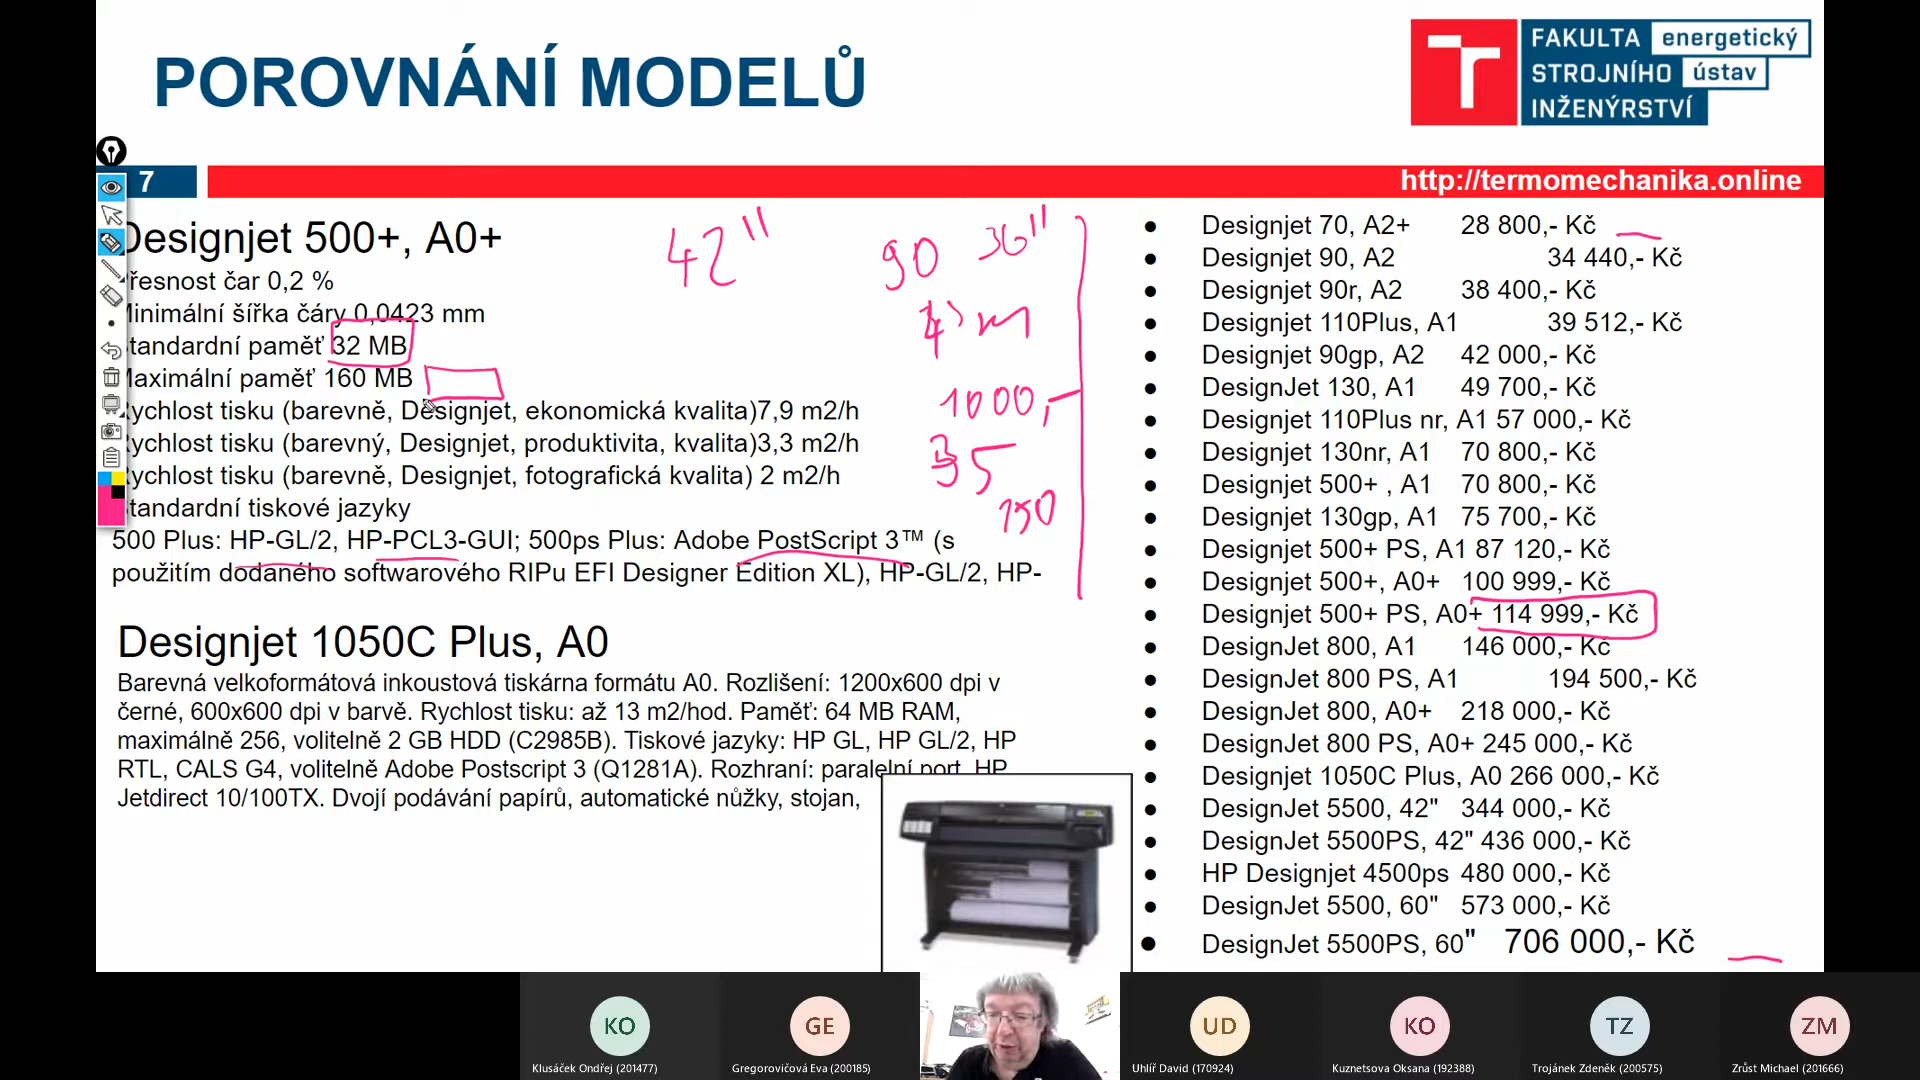 POROVNÁNÍ MODELŮ
FAKULTA energetický
STROJNÍHO ústav
INŽENÝRSTVÍ
7
http://termomechanika.online
Designjet 500+, A0+
Přesnost čar 0,2 %
Minimální šířka čáry 0,0423 mm
Standardní paměť 32 MB
Maximální paměť 160 MB
Rychlost tisku (barevně, Designjet, ekonomická kvalita)7,9 m2/h
Rychlost tisku (barevný, Designjet, produktivita, kvalita)3,3 m2/h
Rychlost tisku (barevně, Designjet, fotografická kvalita) 2 m2/h
Standardní tiskové jazyky
500 Plus: HP-GL/2, HP-PCL3-GUI; 500ps Plus: Adobe PostScript 3™ (s
použitím dodaného softwarového RIPu EFI Designer Edition XL), HP-GL/2, HP-
42"
90 36"
m
1000,-
35
150
Designjet 1050C Plus, A0
Barevná velkoformátová inkoustová tiskárna formátu A0. Rozlišení: 1200x600 dpi v
černé, 600x600 dpi v barvě. Rychlost tisku: až 13 m2/hod. Paměť: 64 MB RAM,
maximálně 256, volitelně 2 GB HDD (C2985B). Tiskové jazyky: HP GL, HP GL/2, HP
RTL, CALS G4, volitelně Adobe Postscript 3 (Q1281A). Rozhraní: paralelní port, HP
Jetdirect 10/100TX. Dvojí podávání papírů, automatické nůžky, stojan,
● Designjet 70, A2+ 28 800,- Kč
● Designjet 90, A2 34 440,- Kč
● Designjet 90r, A2 38 400,- Kč
● Designjet 110Plus, A1 39 512,- Kč
● Designjet 90gp, A2 42 000,- Kč
● DesignJet 130, A1 49 700,- Kč
● Designjet 110Plus nr, A1 57 000,- Kč
● Designjet 130nr, A1 70 800,- Kč
● Designjet 500+ , A1 70 800,- Kč
● Designjet 130gp, A1 75 700,- Kč
● Designjet 500+ PS, A1 87 120,- Kč
● Designjet 500+, A0+ 100 999,- Kč
● Designjet 500+ PS, A0+ 114 999,- Kč
● DesignJet 800, A1 146 000,- Kč
● DesignJet 800 PS, A1 194 500,- Kč
● DesignJet 800, A0+ 218 000,- Kč
● DesignJet 800 PS, A0+ 245 000,- Kč
● Designjet 1050C Plus, A0 266 000,- Kč
● DesignJet 5500, 42" 344 000,- Kč
● DesignJet 5500PS, 42" 436 000,- Kč
● HP Designjet 4500ps 480 000,- Kč
● DesignJet 5500, 60" 573 000,- Kč
● DesignJet 5500PS, 60" 706 000,- Kč
KO
GE
UD
KO
TZ
ZM
Klusáček Ondřej (201477)
Gregorovičová Eva (200185)
Uhlíř David (170924)
Kuznetsova Oksana (192388)
Trojánek Zdeněk (200575)
Zrůst Michael (201666)